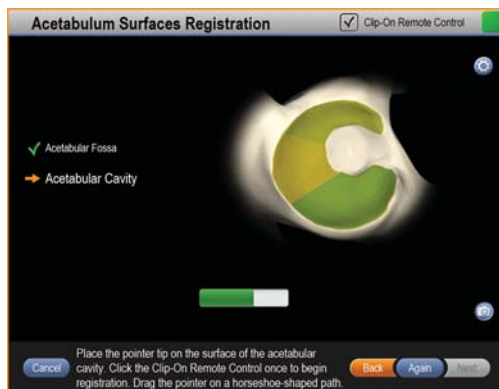 Acetabulum Surfaces Registration
Clip-On Remote Control
Acetabular Fossa
Acetabular Cavity
Place the pointer tip on the surface of the acetabular
cavity. Click the Clip-On Remote Control once to begin
registration. Drag the pointer on a horseshoe-shaped path.
Cancel
Back
Again
Next